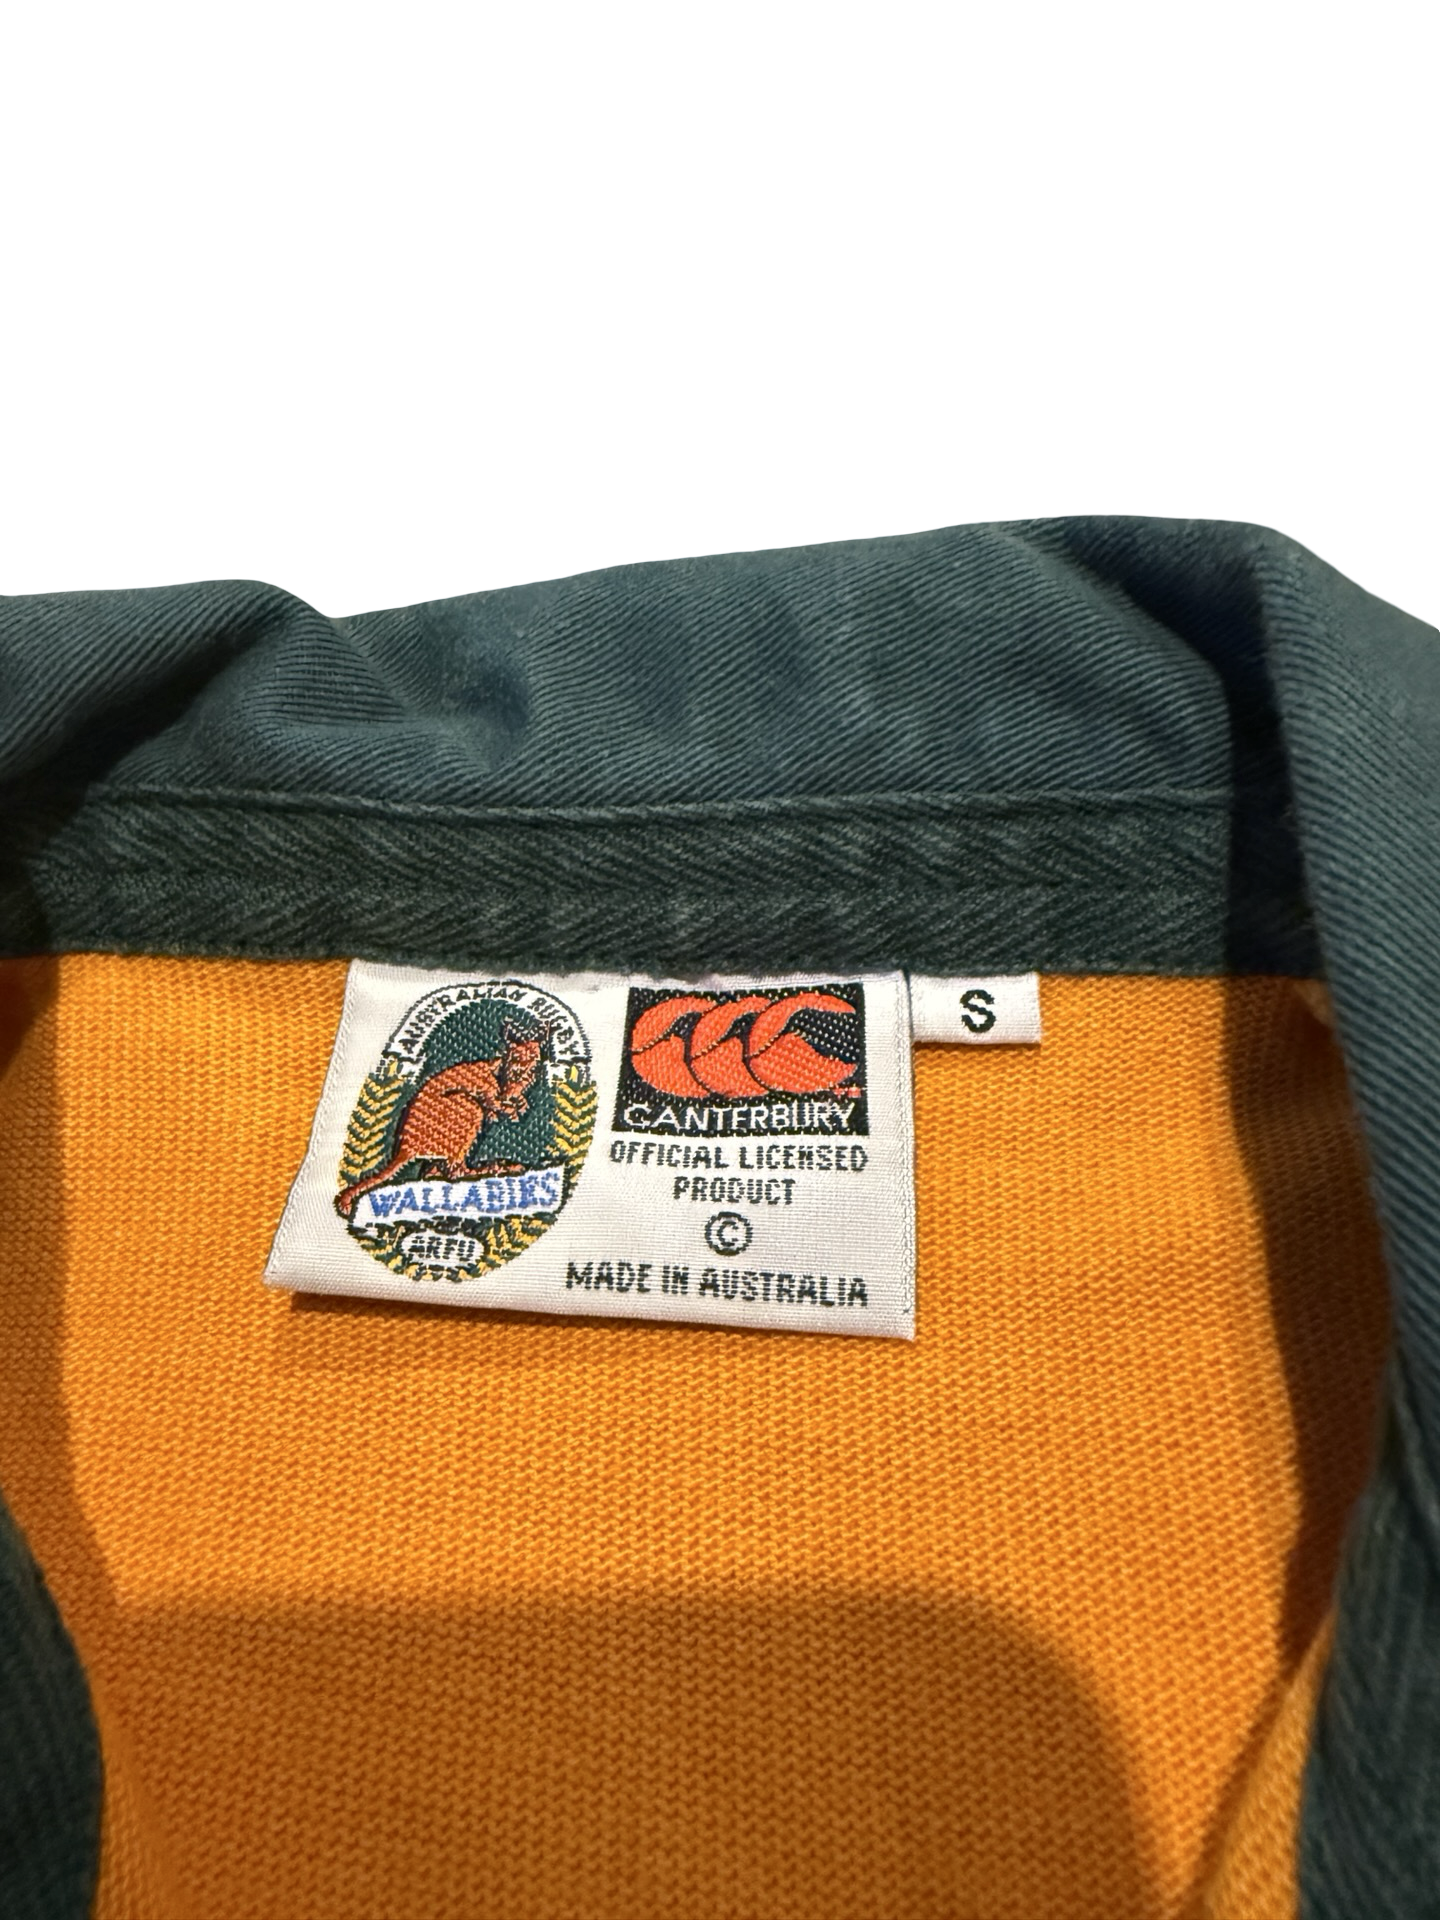 AUSTRALIAN RUGBY
WALLABIES
ARFU
CANTERBURY
OFFICIAL LICENSED
PRODUCT
©
MADE IN AUSTRALIA
S